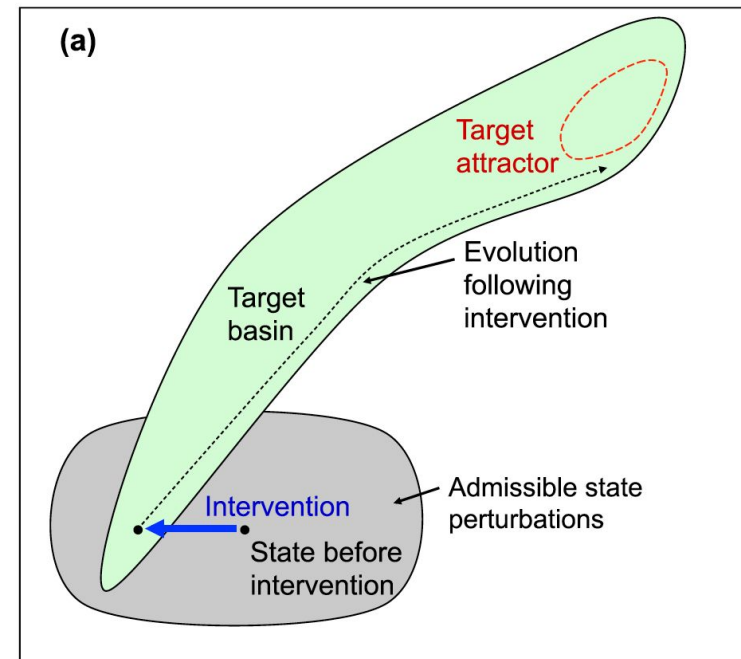 (a)
Target
attractor
Evolution
following
intervention
Target
basin
Intervention
Admissible state
perturbations
State before
intervention